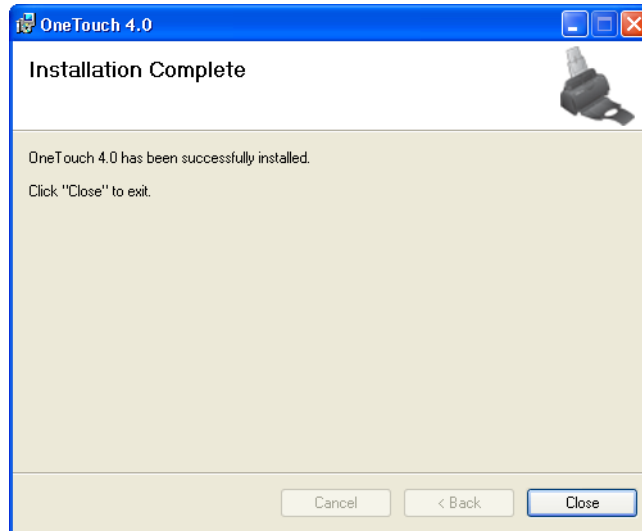 OneTouch 4.0
Installation Complete
OneTouch 4.0 has been successfully installed.
Click "Close" to exit.
Cancel
< Back
Close